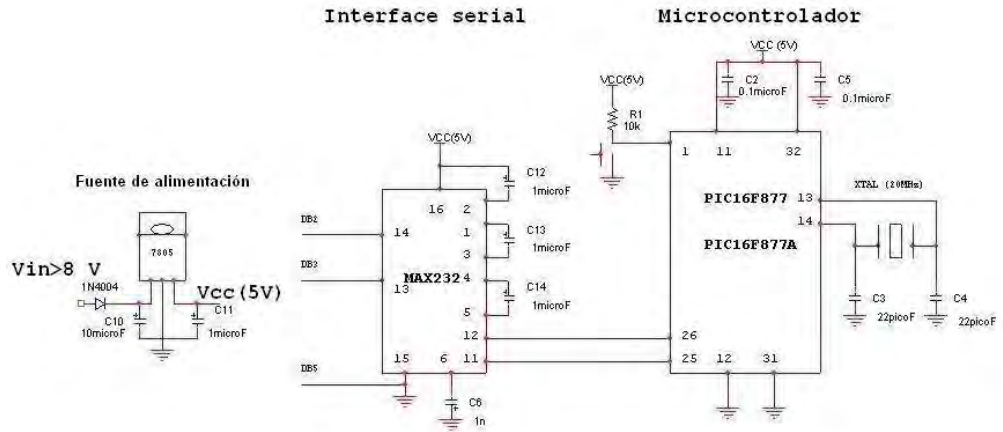 Interface serial
Microcontrolador
Fuente de alimentación
7805
Vin>8 V
1N4004
Vcc(5V)
C10
10microF
C11
1microF
VCC(5V)
C12
1microF
16
2
1
C13
1microF
3
MAX232
4
C14
1microF
5
DB2
14
DB3
13
12
11
DB5
15
6
C6
1n
VCC(5V)
R1
10k
VCC(5V)
C2
0.1microF
C5
0.1microF
1
11
32
PIC16F877
13
14
PIC16F877A
XTAL (20MHz)
C3
22picoF
C4
22picoF
26
25
12
31